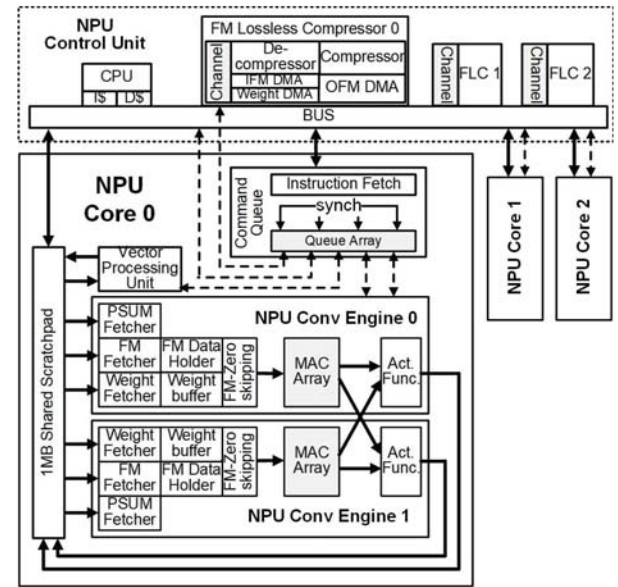 NPU
Control Unit
CPU
I$
D$
FM Lossless Compressor 0
Channel
De-
compressor
Compressor
IFM DMA
Weight DMA
OFM DMA
Channel
FLC 1
Channel
FLC 2
BUS
NPU
Core 0
Command
Queue
Instruction Fetch
synch
Queue Array
NPU Core 1
NPU Core 2
1MB Shared Scratchpad
Vector
Processing
Unit
NPU Conv Engine 0
PSUM
Fetcher
FM
Fetcher
FM Data
Holder
Weight
Fetcher
Weight
buffer
FM-Zero
skipping
MAC
Array
Act.
Func.
Weight
Fetcher
Weight
buffer
FM
Fetcher
FM Data
Holder
FM-Zero
skipping
MAC
Array
Act.
Func.
PSUM
Fetcher
NPU Conv Engine 1